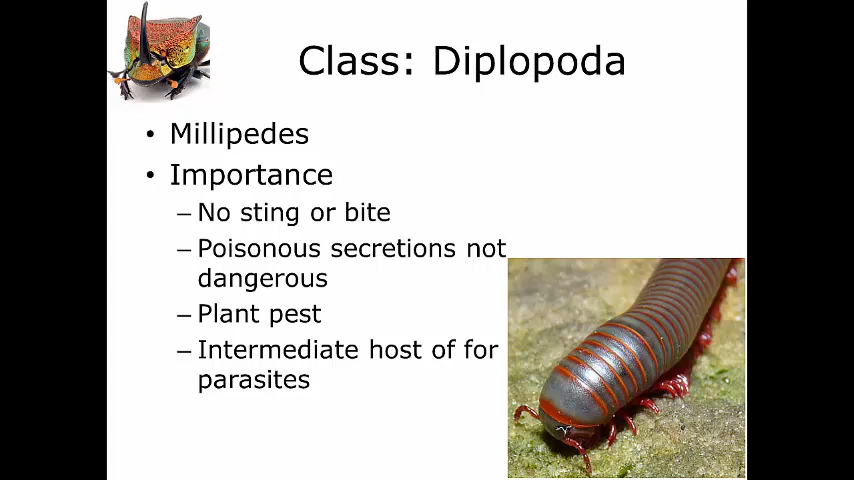 Class: Diplopoda
• Millipedes
• Importance
– No sting or bite
– Poisonous secretions not
dangerous
– Plant pest
– Intermediate host of for
parasites